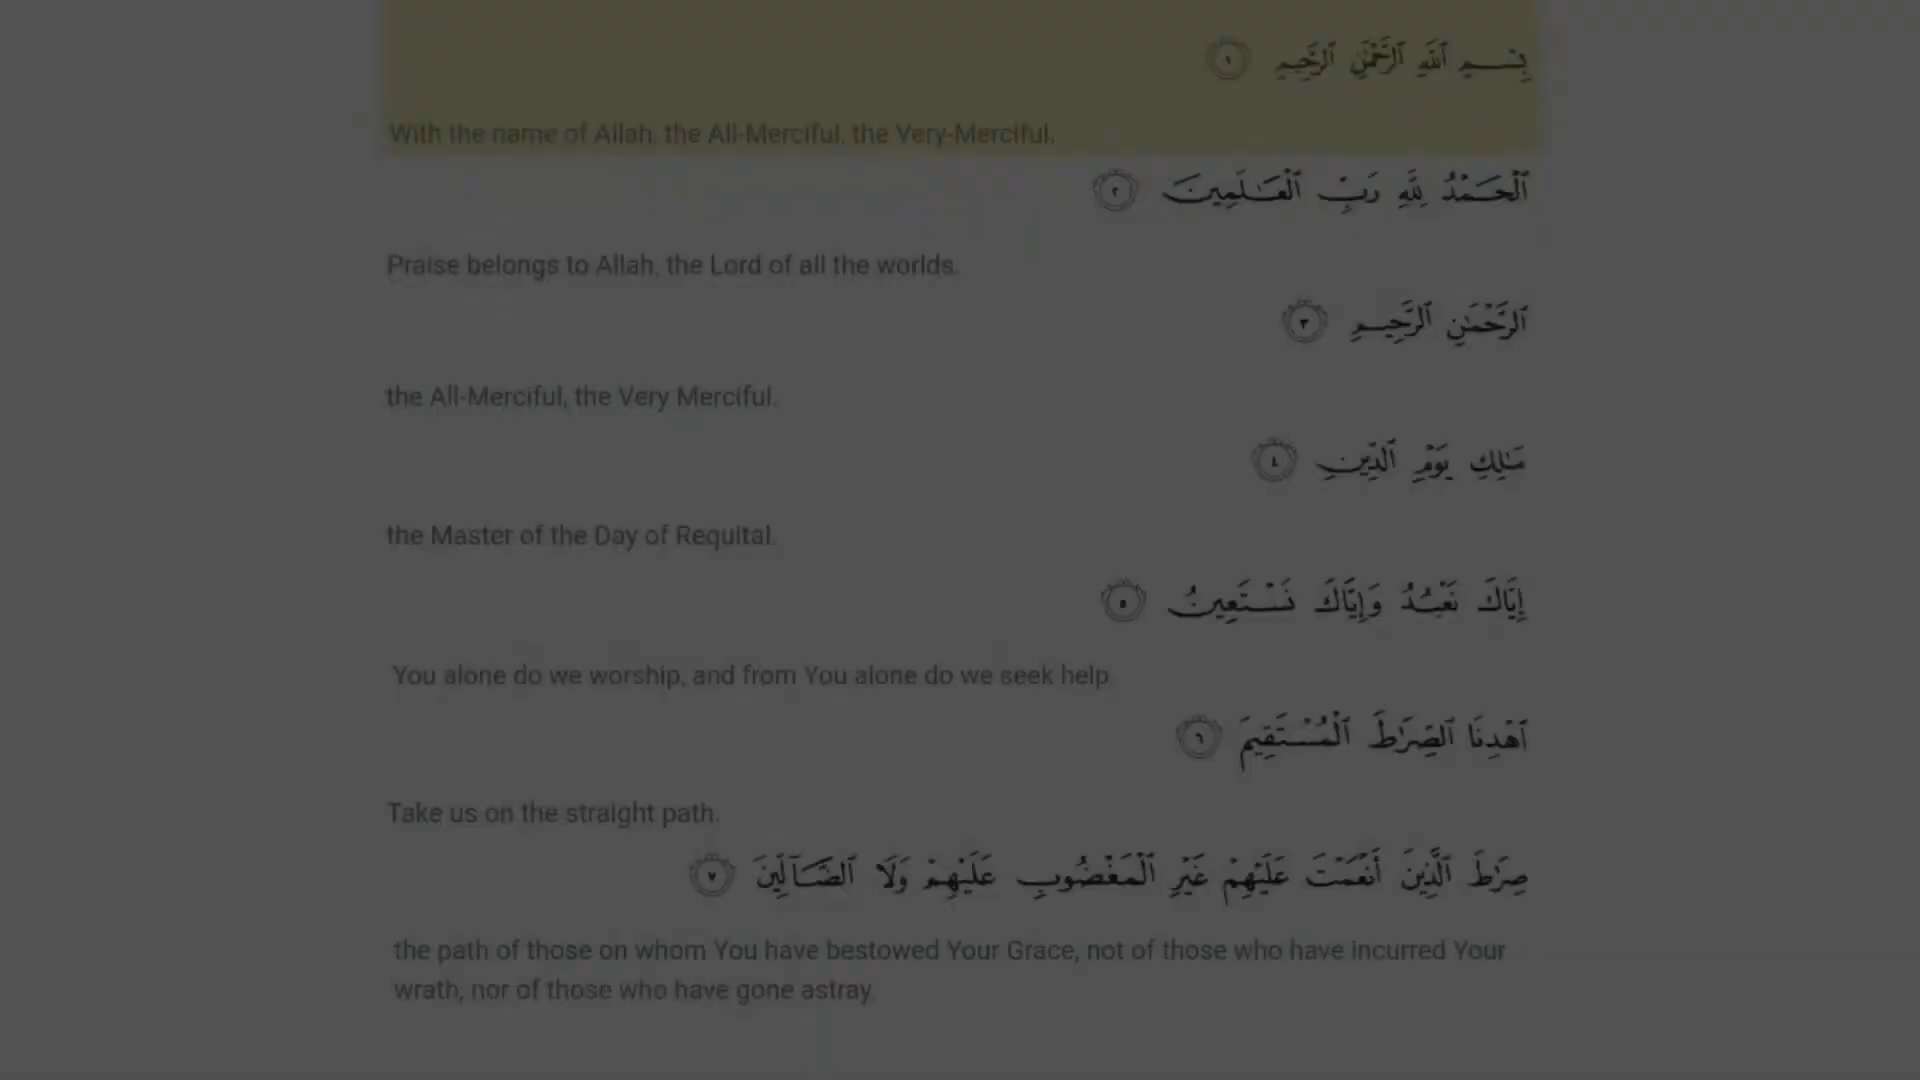 بِسْمِ ٱللَّهِ ٱلرَّحْمَٰنِ ٱلرَّحِيمِ ١
With the name of Allah, the All-Merciful, the Very-Merciful.
ٱلْحَمْدُ لِلَّهِ رَبِّ ٱلْعَٰلَمِينَ ٢
Praise belongs to Allah, the Lord of all the worlds.
ٱلرَّحْمَٰنِ ٱلرَّحِيمِ ٣
the All-Merciful, the Very Merciful.
مَٰلِكِ يَوْمِ ٱلدِّينِ ٤
the Master of the Day of Requital.
إِيَّاكَ نَعْبُدُ وَإِيَّاكَ نَسْتَعِينُ ٥
You alone do we worship, and from You alone do we seek help.
ٱهْدِنَا ٱلصِّرَٰطَ ٱلْمُسْتَقِيمَ ٦
Take us on the straight path.
صِرَٰطَ ٱلَّذِينَ أَنْعَمْتَ عَلَيْهِمْ غَيْرِ ٱلْمَغْضُوبِ عَلَيْهِمْ وَلَا ٱلضَّآلِّينَ ٧
the path of those on whom You have bestowed Your Grace, not of those who have incurred Your
wrath, nor of those who have gone astray.